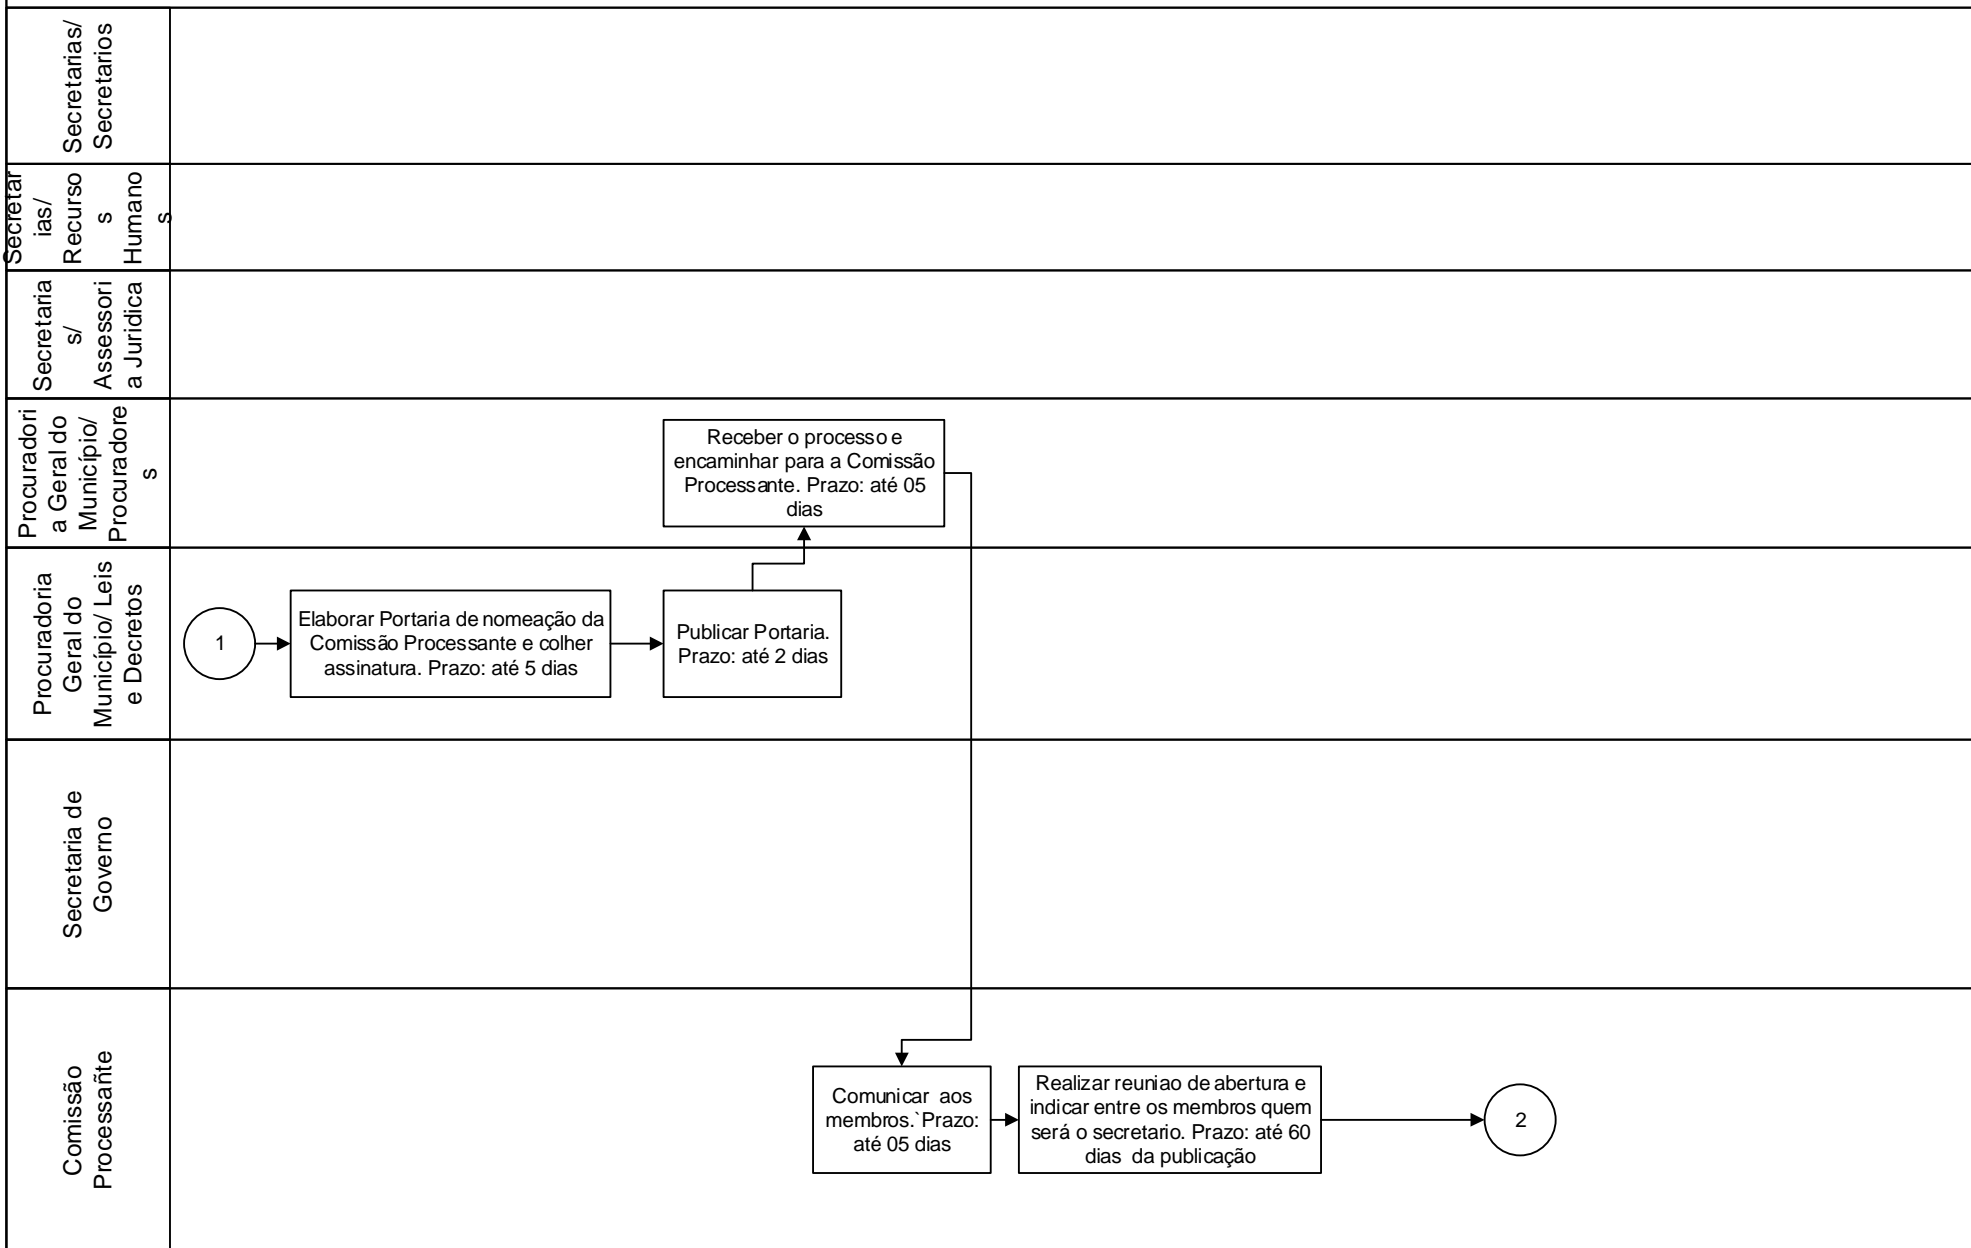 Secretarias/
Secretarios
Secretar
ias/
Recurso
s
Humano
s
Secretaria
s/
Assessori
a Juridica
Procuradori
a Geral do
Município/
Procuradore
s
Receber o processo e
encaminhar para a Comissão
Processante. Prazo: até 05
dias
Procuradoria
Geral do
Município/ Leis
e Decretos
1
Elaborar Portaria de nomeação da
Comissão Processante e colher
assinatura. Prazo: até 5 dias
Publicar Portaria.
Prazo: até 2 dias
Secretaria de
Governo
Comissão
Processañte
Comunicar aos
membros.`Prazo:
até 05 dias
Realizar reuniao de abertura e
indicar entre os membros quem
será o secretario. Prazo: até 60
dias da publicação
2